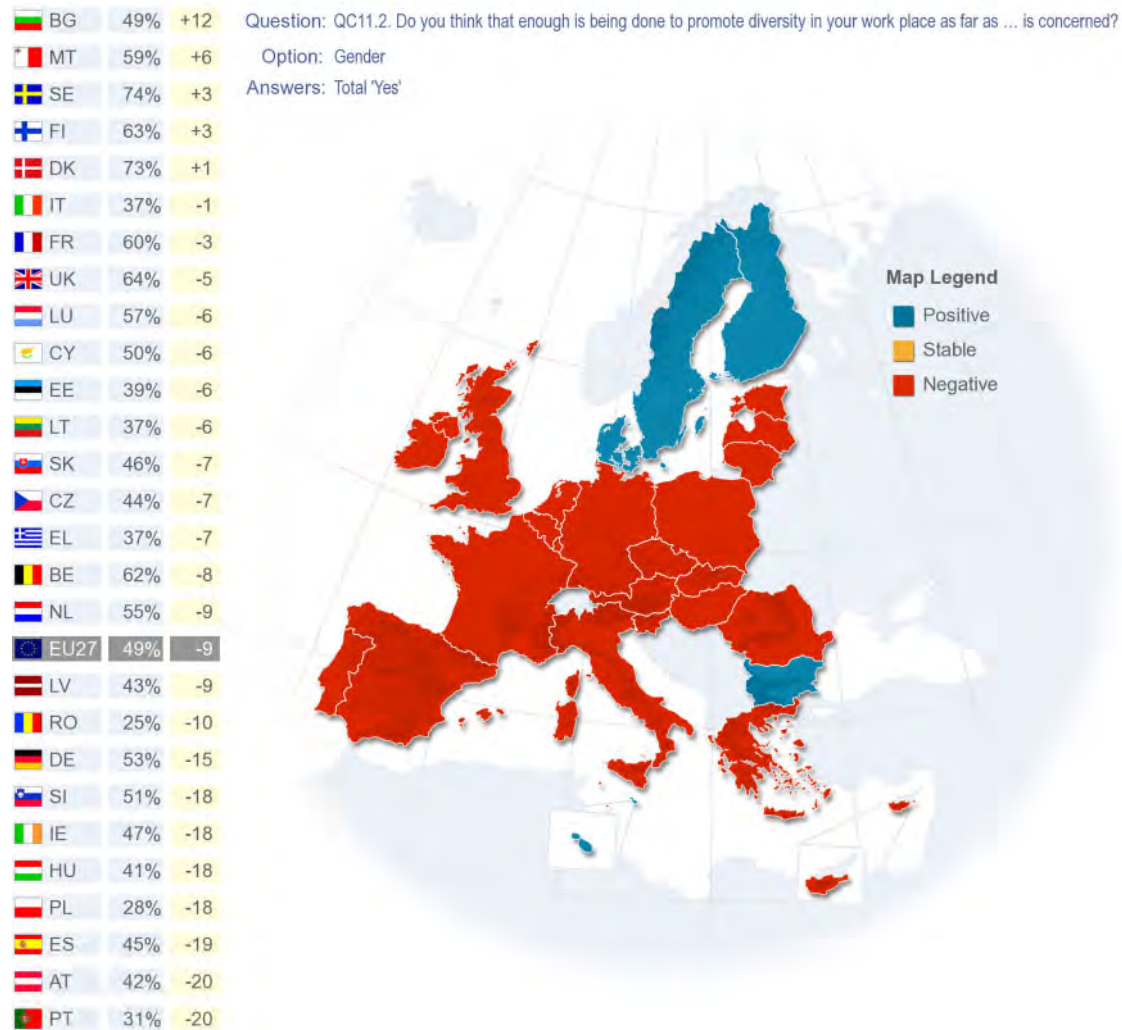 Question: QC11.2. Do you think that enough is being done to promote diversity in your work place as far as ... is concerned?
Option: Gender
Answers: Total 'Yes'
BG 49% +12
MT 59% +6
SE 74% +3
FI 63% +3
DK 73% +1
IT 37% -1
FR 60% -3
UK 64% -5
LU 57% -6
CY 50% -6
EE 39% -6
LT 37% -6
SK 46% -7
CZ 44% -7
EL 37% -7
BE 62% -8
NL 55% -9
EU27 49% -9
LV 43% -9
RO 25% -10
DE 53% -15
SI 51% -18
IE 47% -18
HU 41% -18
PL 28% -18
ES 45% -19
AT 42% -20
PT 31% -20
Map Legend
Positive
Stable
Negative